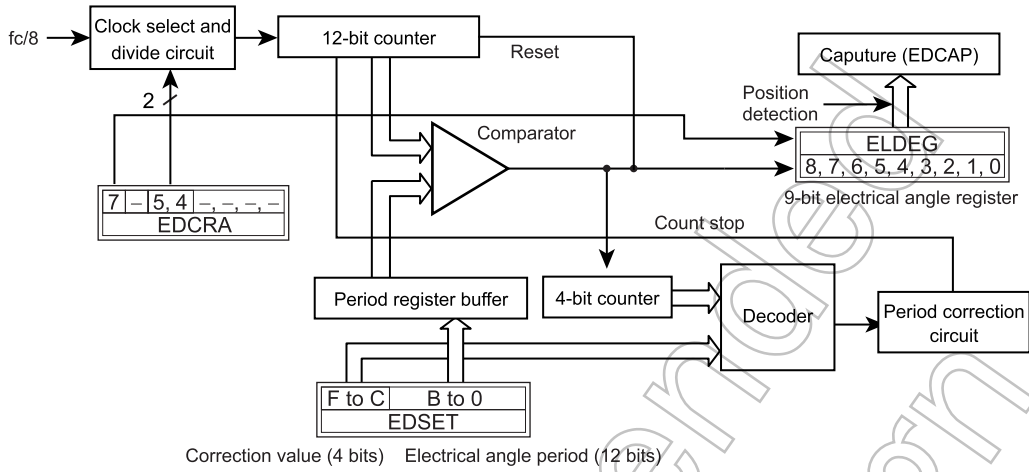 fc/8
Clock select and
divide circuit
12-bit counter
Reset
Caputure (EDCAP)
Position
detection
2
Comparator
ELDEG
8, 7, 6, 5, 4, 3, 2, 1, 0
9-bit electrical angle register
7 – 5, 4 –, –, –, –
EDCRA
Count stop
Period register buffer
4-bit counter
Decoder
Period correction
circuit
F to C B to 0
EDSET
Correction value (4 bits) Electrical angle period (12 bits)